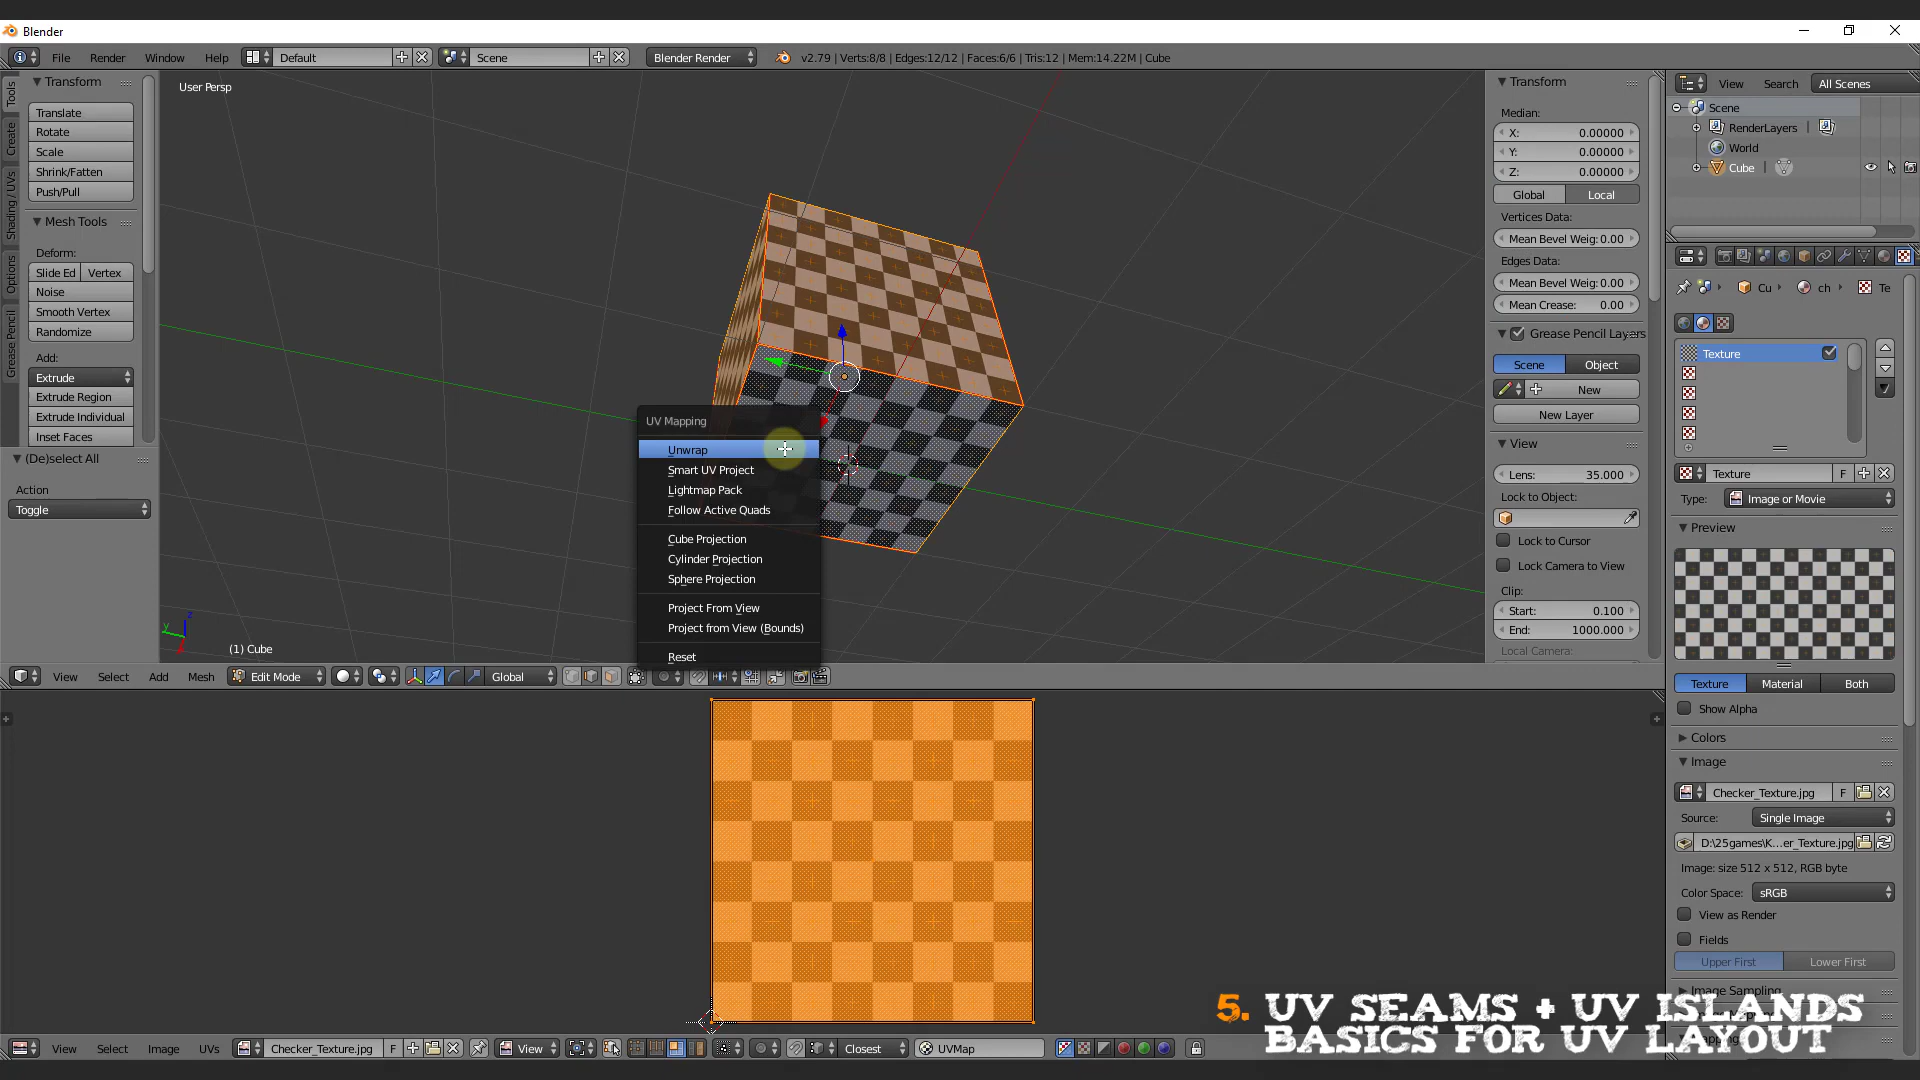 Blender
File Render Window Help Default Scene Blender Render v2.79 | Verts:8/8 | Edges:12/12 | Faces:6/6 | Tris:12 | Mem:14.22M | Cube
Tools
Create
Shading / UVs
Options
Grease Pencil
Transform
Translate
Rotate
Scale
Shrink/Fatten
Push/Pull
Mesh Tools
Deform:
Slide Ed Vertex
Noise
Smooth Vertex
Randomize
Add:
Extrude
Extrude Region
Extrude Individual
Inset Faces
(De)select All
Action
Toggle
User Persp
UV Mapping
Unwrap
Smart UV Project
Lightmap Pack
Follow Active Quads
Cube Projection
Cylinder Projection
Sphere Projection
Project From View
Project from View (Bounds)
Reset
y
z
(1) Cube
View Select Add Mesh Edit Mode Global
Transform
Median:
X: 0.00000
Y: 0.00000
Z: 0.00000
Global Local
Vertices Data:
Mean Bevel Weig: 0.00
Edges Data:
Mean Bevel Weig: 0.00
Mean Crease: 0.00
Grease Pencil Layers
Scene Object
New
New Layer
View
Lens: 35.000
Lock to Object:
Lock to Cursor
Lock Camera to View
Clip:
Start: 0.100
End: 1000.000
Local Camera:
View Search All Scenes
Scene
RenderLayers
World
Cube
Cu ch Te
Texture
Texture F
Type: Image or Movie
Preview
Texture Material Both
Show Alpha
Colors
Image
Checker_Texture.jpg F
Source: Single Image
D:\25games\K...er_Texture.jpg
Image: size 512 x 512, RGB byte
Color Space: sRGB
View as Render
Fields
Upper First Lower First
Image Sampling
5. UV SEAMS + UV ISLANDS
BASICS FOR UV LAYOUT
View Select Image UVs Checker_Texture.jpg F View Closest UVMap